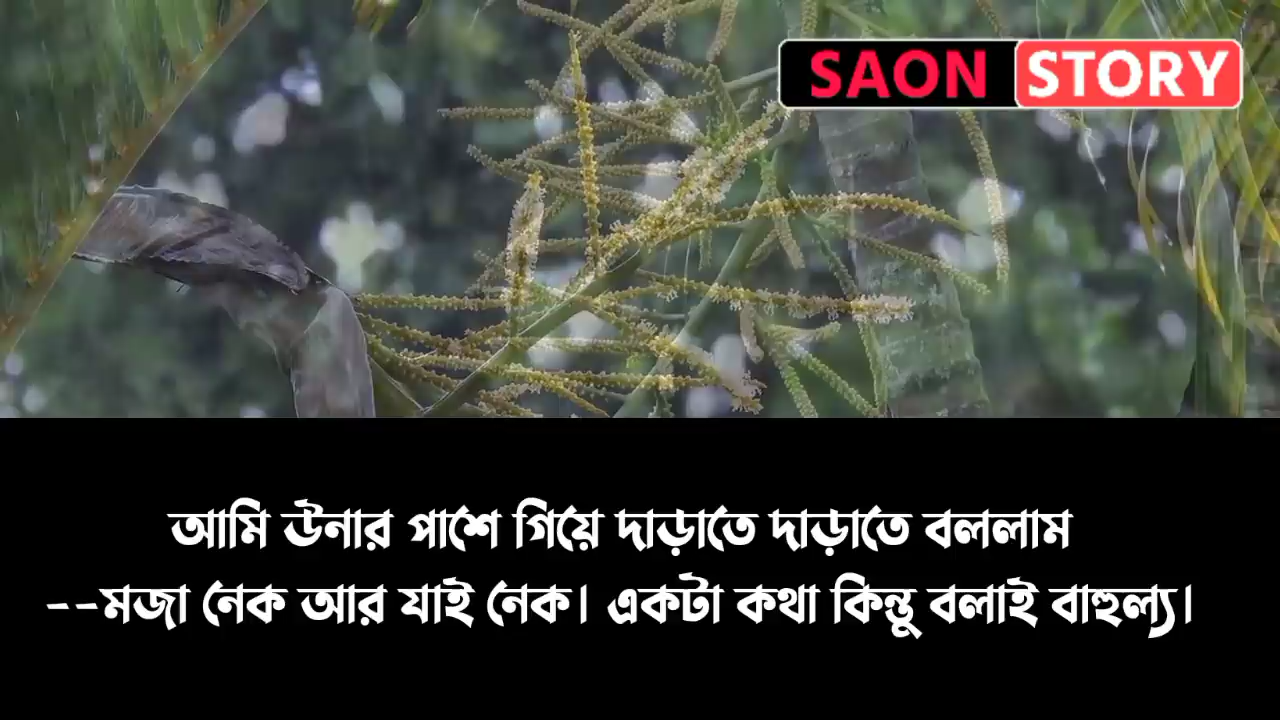 SAON STORY
আমি উনার পাশে গিয়ে দাড়াতে দাড়াতে বললাম
--মজা নেক আর যাই নেক। একটা কথা কিন্তু বলাই বাহুল্য।